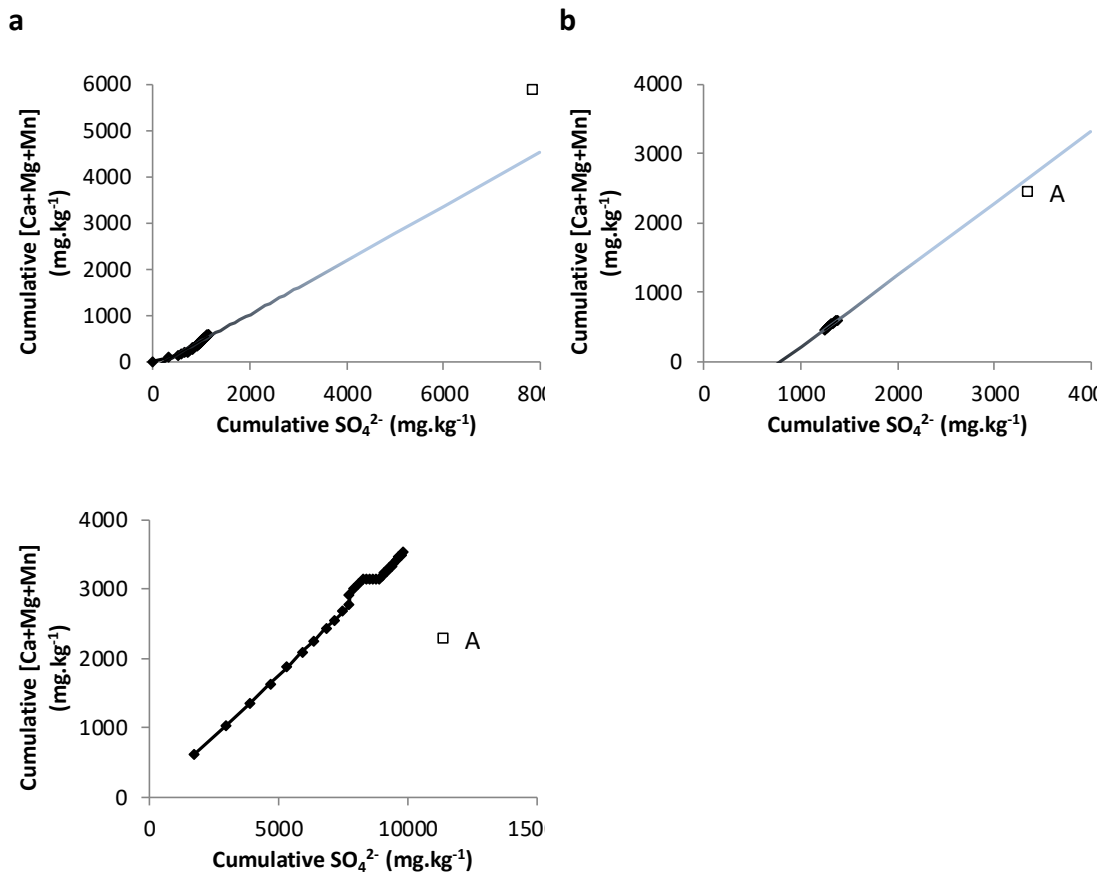 a
b
6000
5000
4000
3000
2000
1000
0
Cumulative [Ca+Mg+Mn]
(mg.kg-1)
0 2000 4000 6000 800
Cumulative SO₄²⁻ (mg.kg⁻¹)
4000
3000
2000
1000
0
Cumulative [Ca+Mg+Mn]
(mg.kg-1)
A
0 1000 2000 3000 400
Cumulative SO₄²⁻ (mg.kg⁻¹)
4000
3000
2000
1000
0
Cumulative [Ca+Mg+Mn]
(mg.kg-1)
A
0 5000 10000 150
Cumulative SO₄²⁻ (mg.kg⁻¹)